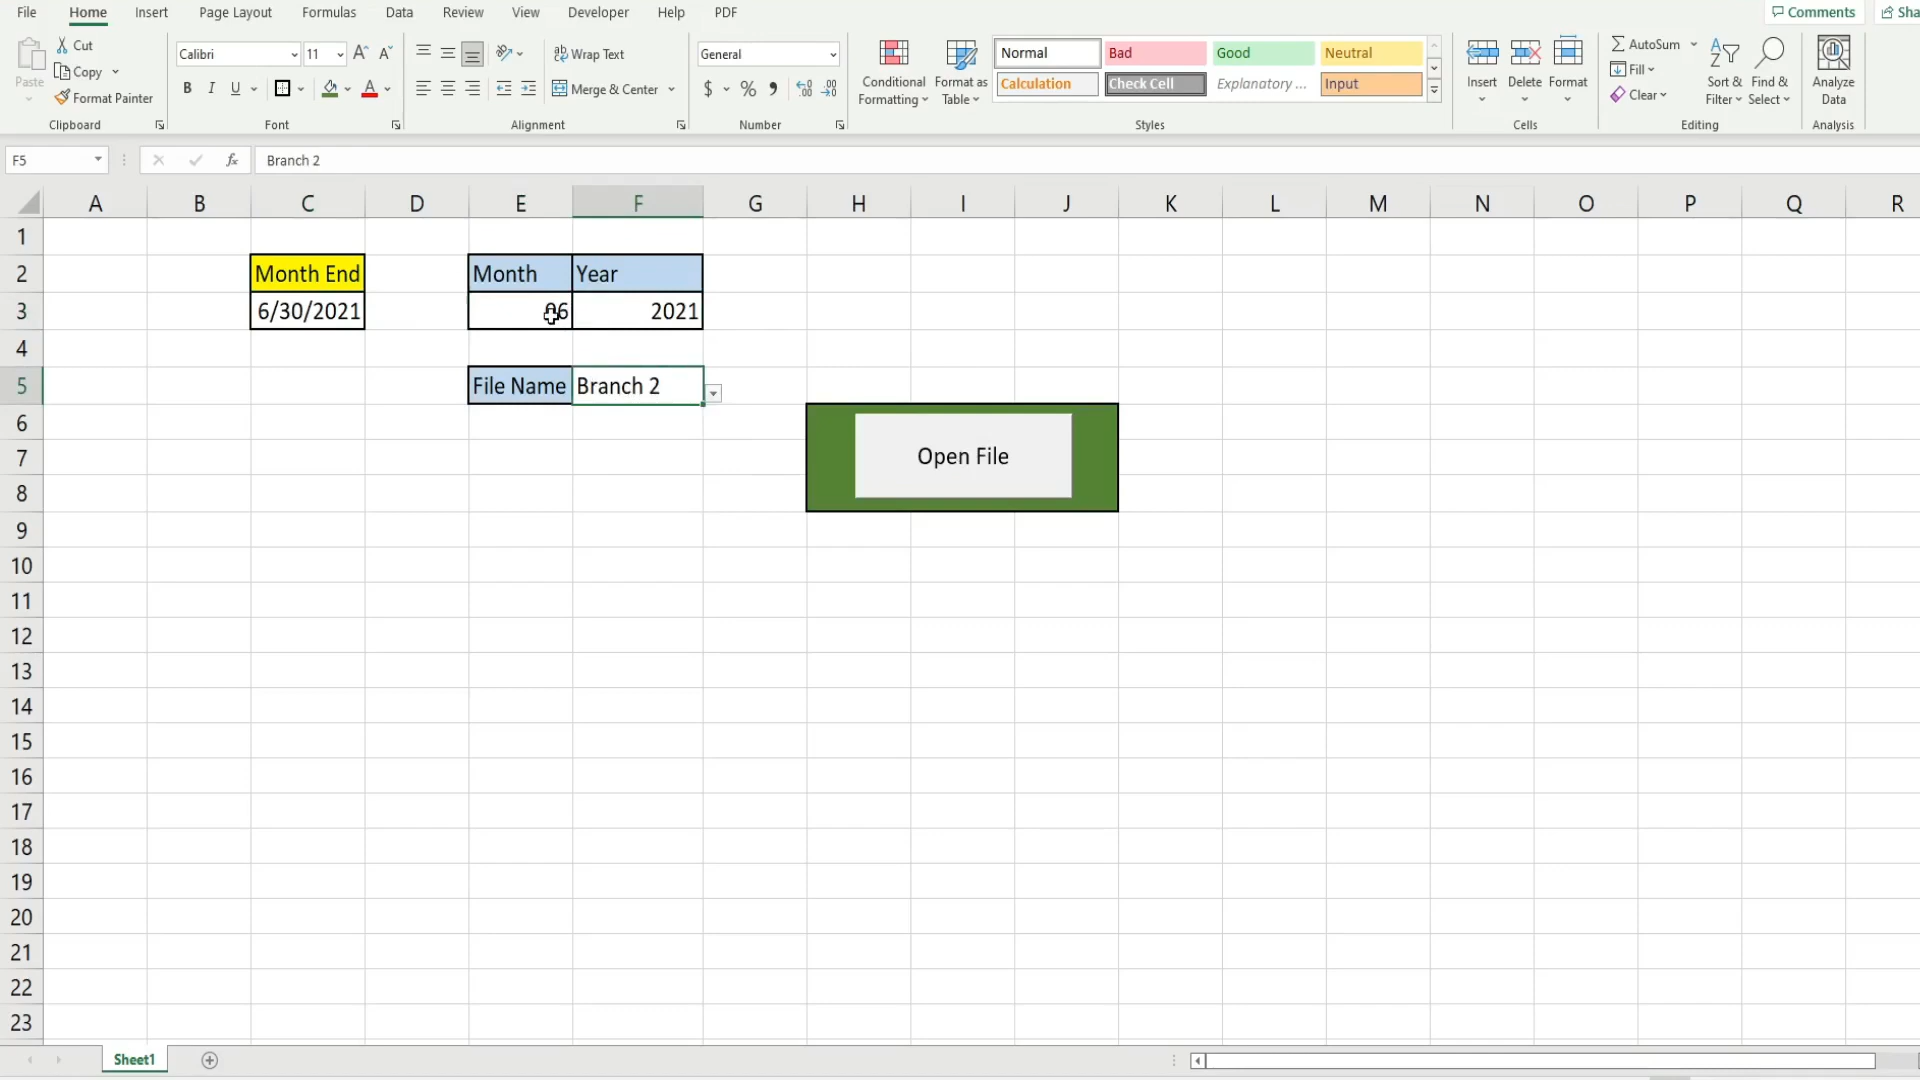 File Home Insert Page Layout Formulas Data Review View Developer Help PDF Comments Sha
Paste Cut Copy Format Painter
Calibri 11 A A
B I U A
Wrap Text
Merge & Center
General
$ %
Conditional Formatting
Format as Table
Normal Bad Good Neutral
Calculation Check Cell Explanatory ... Input
Insert Delete Format
AutoSum
Fill
Clear
Sort & Filter
Find & Select
Analyze Data
Clipboard Font Alignment Number Styles Cells Editing Analysis
F5 fx Branch 2
A B C D E F G H I J K L M N O P Q R
1
2 Month End Month Year
3 6/30/2021 06 2021
4
5 File Name Branch 2
6
7 Open File
8
9
10
11
12
13
14
15
16
17
18
19
20
21
22
23
Sheet1